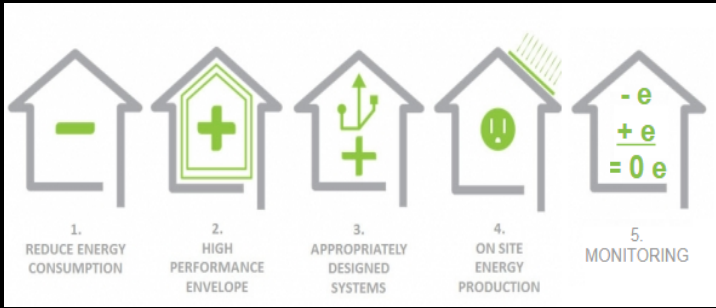 - e
+ e
= 0 e
1.
REDUCE ENERGY
CONSUMPTION
2.
HIGH
PERFORMANCE
ENVELOPE
3.
APPROPRIATELY
DESIGNED
SYSTEMS
4.
ON SITE
ENERGY
PRODUCTION
5.
MONITORING